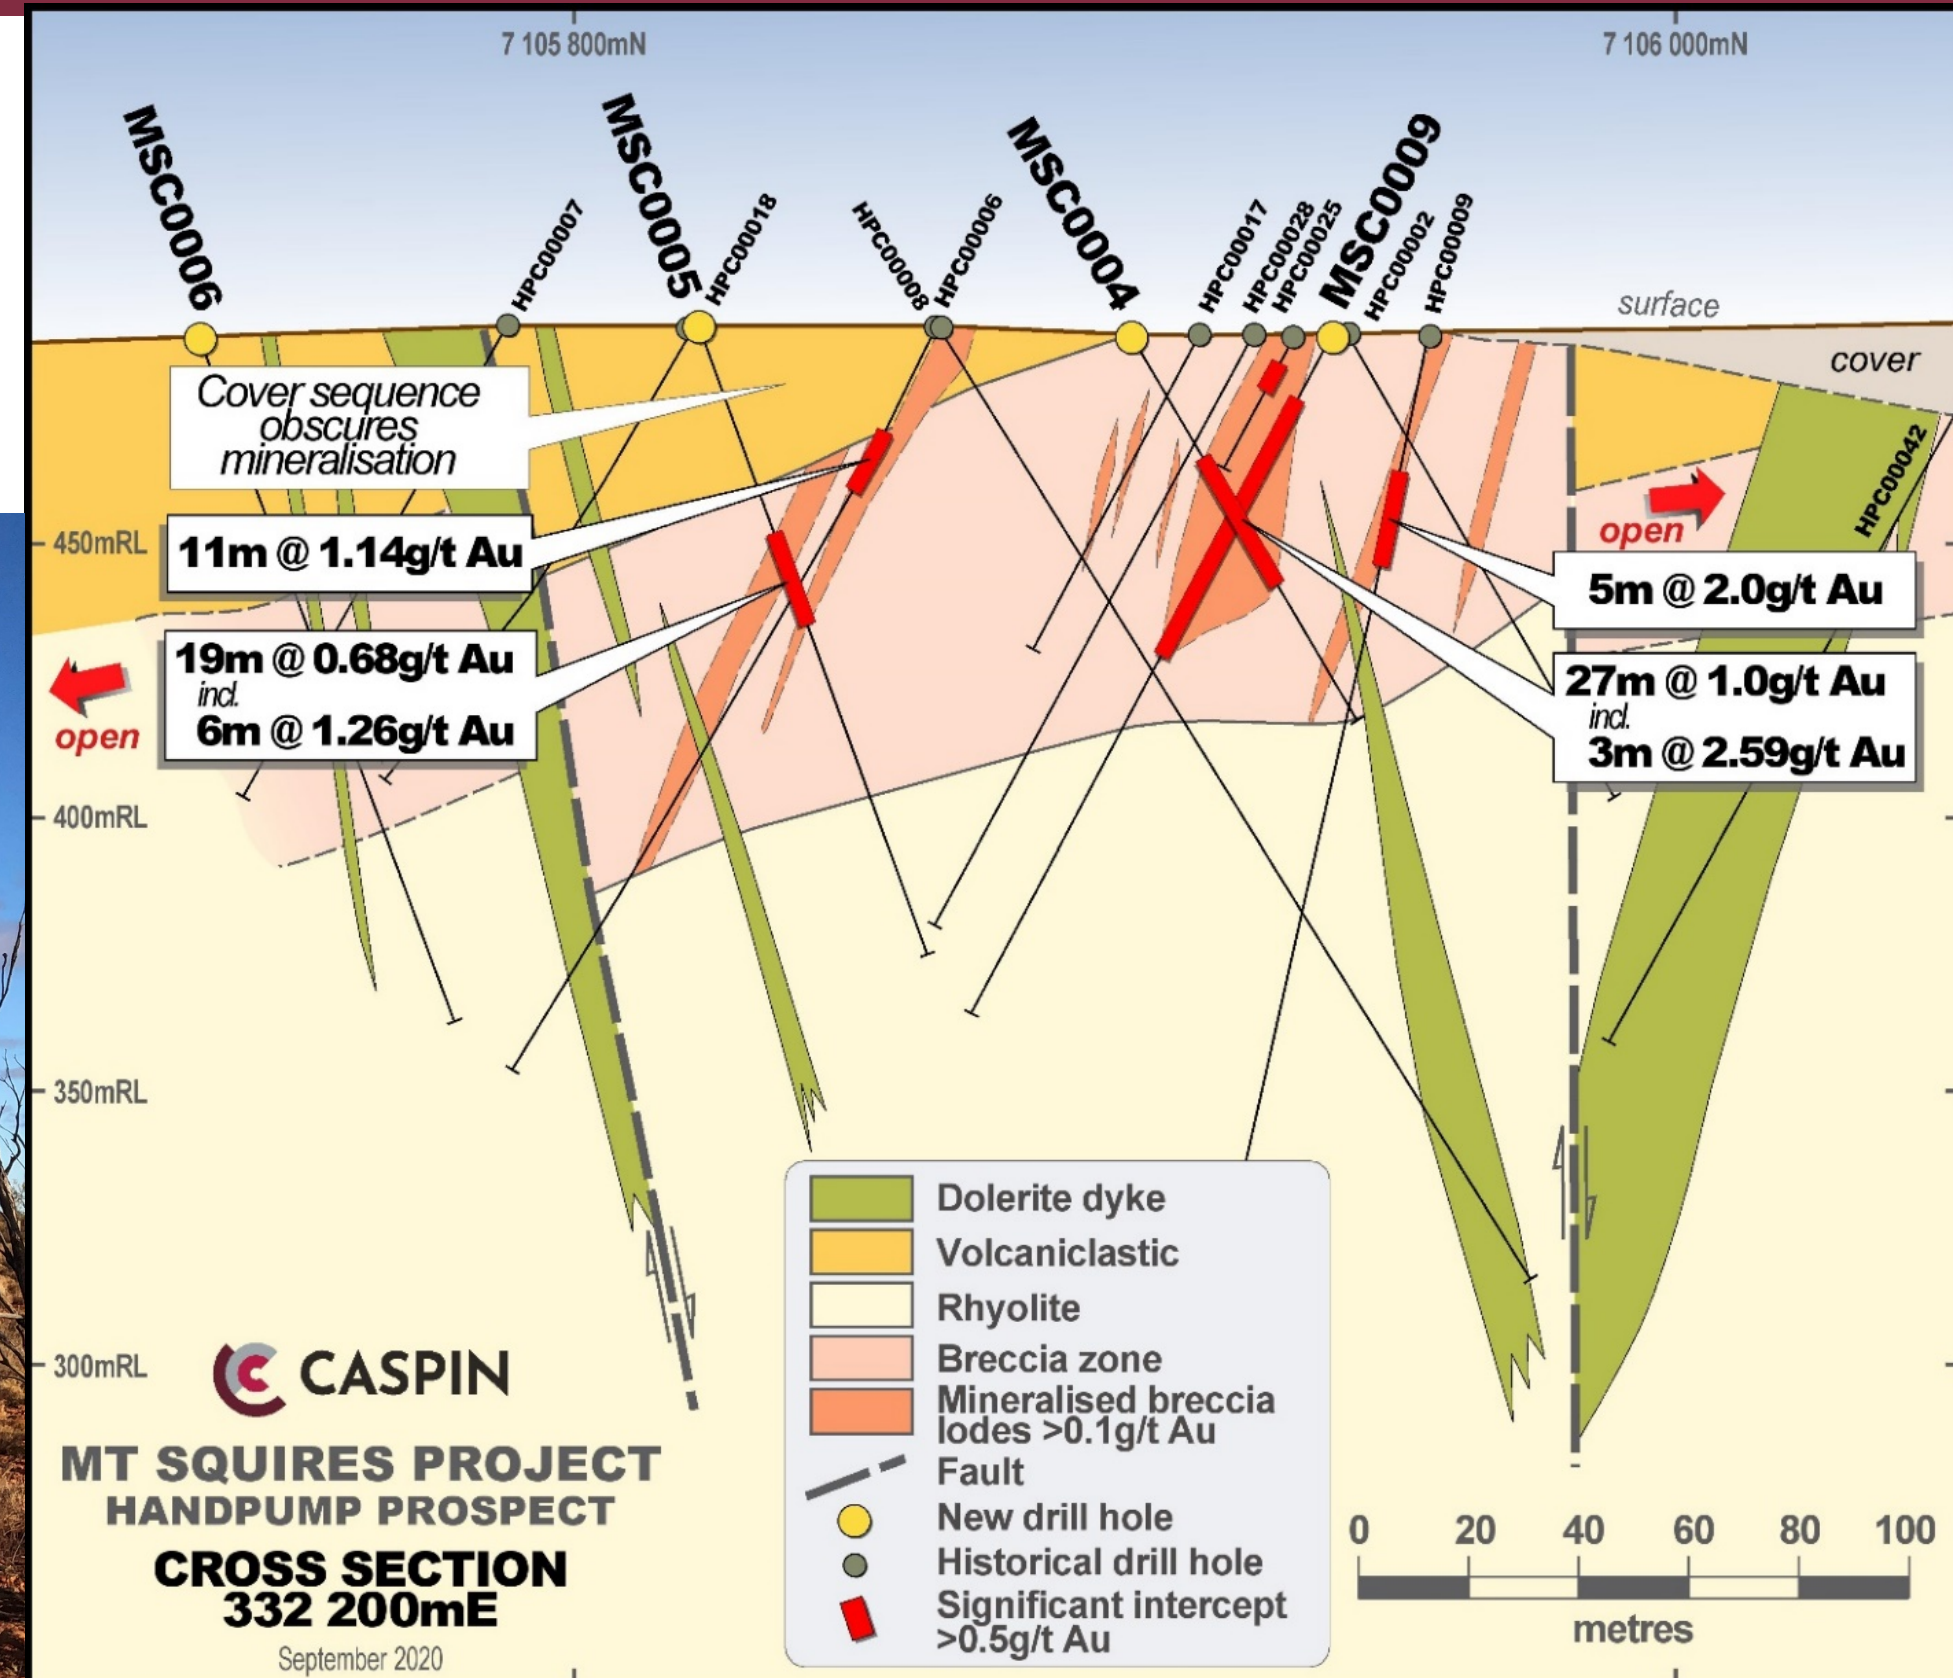 7 105 800mN
7 106 000mN
MSC0006
HPC00007
MSC0005
HPC00018
HPC00008
HPC00006
MSC0004
HPC00017
HPC00028
HPC00025
MSC0009
HPC00002
HPC00009
surface
cover
Cover sequence
obscures
mineralisation
HPC00042
open
450mRL
11m @ 1.14g/t Au
5m @ 2.0g/t Au
19m @ 0.68g/t Au
incl.
6m @ 1.26g/t Au
27m @ 1.0g/t Au
incl.
3m @ 2.59g/t Au
open
400mRL
350mRL
300mRL
Dolerite dyke
Volcaniclastic
Rhyolite
Breccia zone
Mineralised breccia
lodes >0.1g/t Au
Fault
New drill hole
Historical drill hole
Significant intercept
>0.5g/t Au
CASPIN
MT SQUIRES PROJECT
HANDPUMP PROSPECT
CROSS SECTION
332 200mE
September 2020
0 20 40 60 80 100
metres